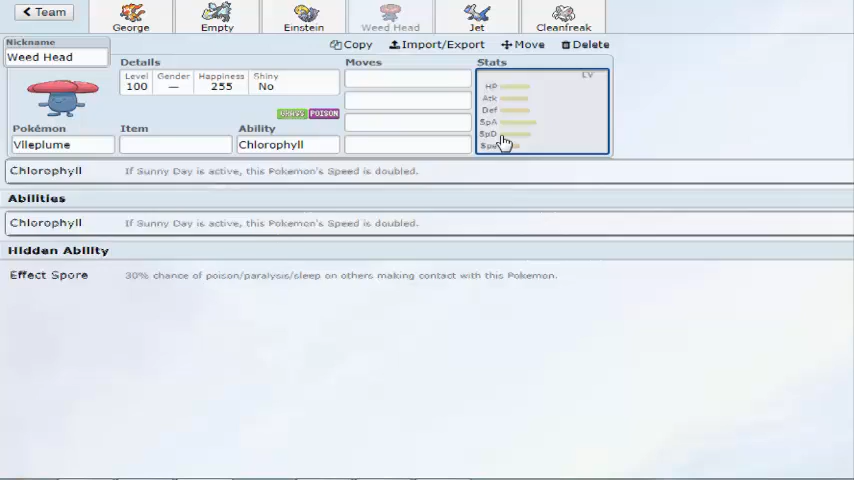 Team
George
Empty
Einstein
Weed Head
Jet
Cleanfreak
Nickname
Weed Head
Copy
Import/Export
Move
Delete
Details
Moves
Stats
Level
100
Gender
—
Happiness
255
Shiny
No
EV
HP
Atk
Def
SpA
SpD
Spe
GRASS POISON
Pokémon
Vileplume
Item
Ability
Chlorophyll
Chlorophyll If Sunny Day is active, this Pokemon's Speed is doubled.
Abilities
Chlorophyll If Sunny Day is active, this Pokemon's Speed is doubled.
Hidden Ability
Effect Spore 30% chance of poison/paralysis/sleep on others making contact with this Pokemon.